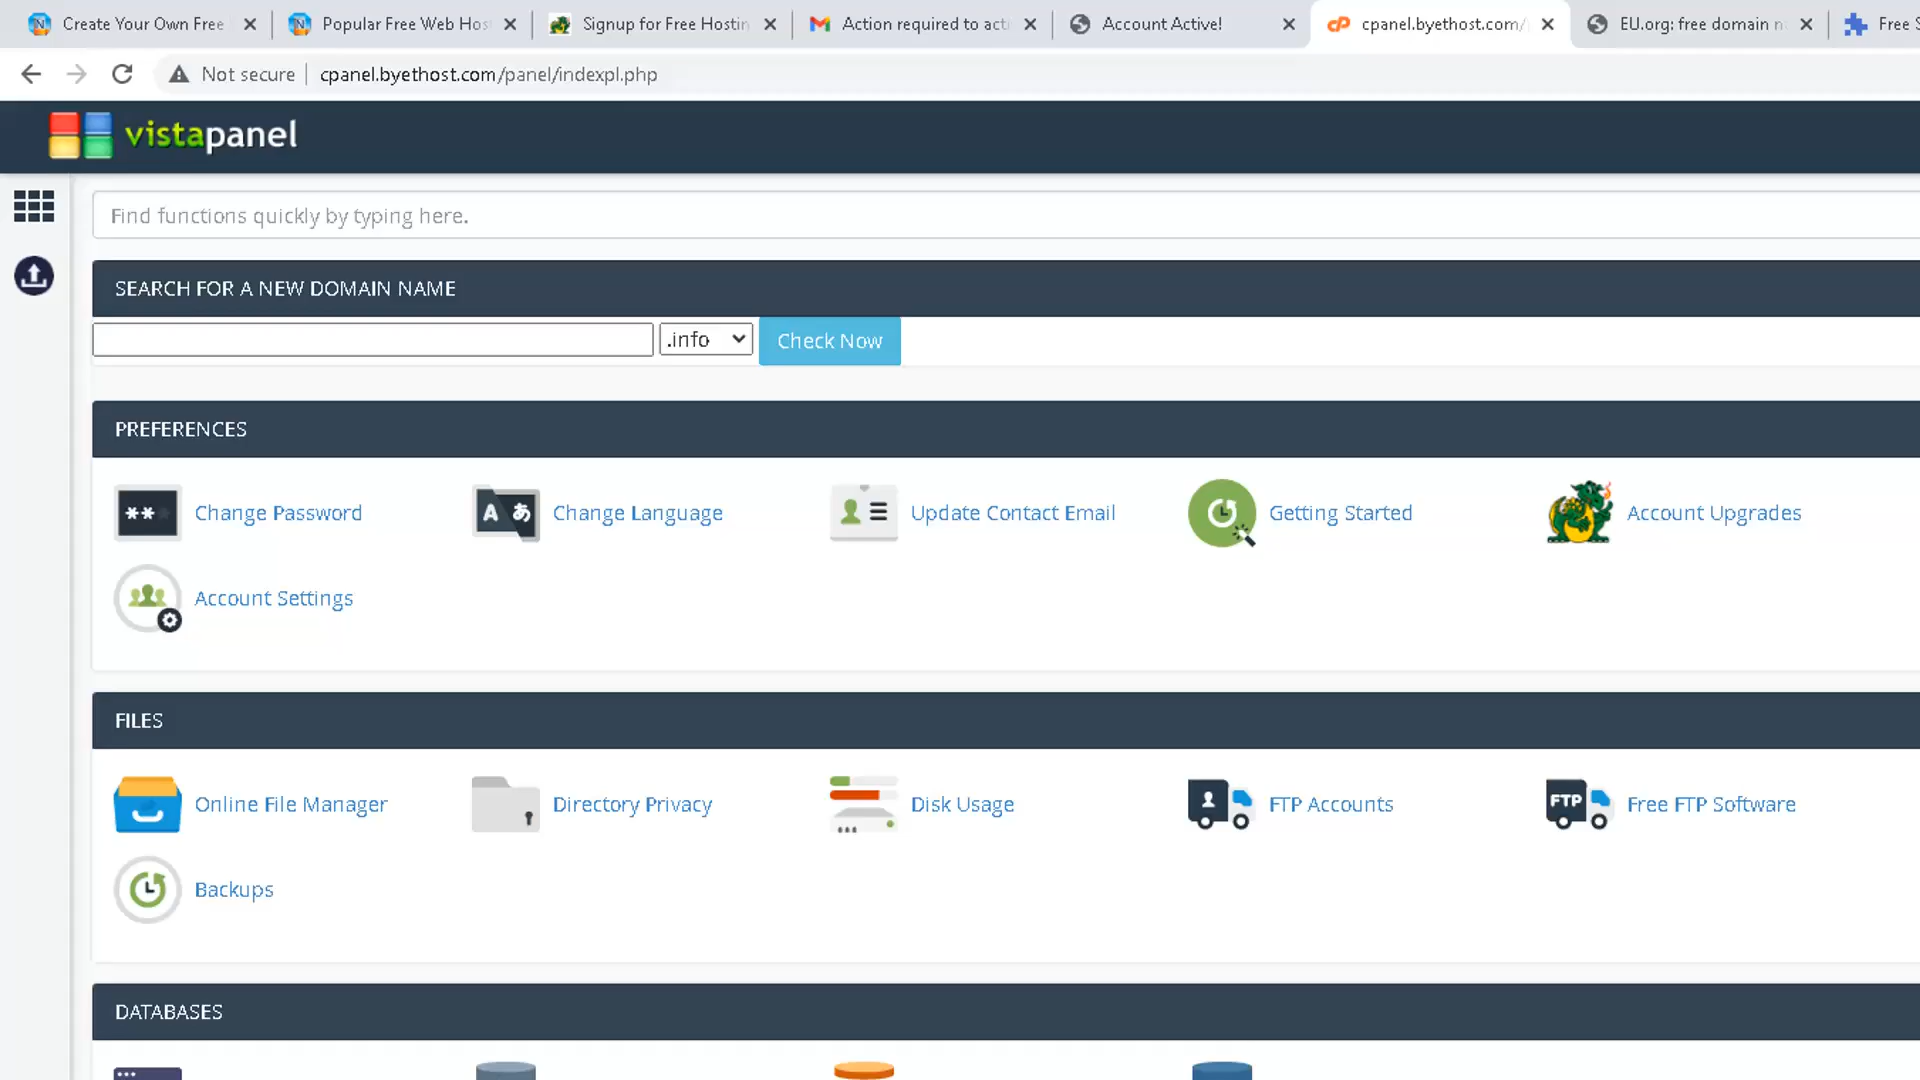 Create Your Own Free
Popular Free Web Hos
Signup for Free Hostin
Action required to acti
Account Active!
cpanel.byethost.com/
EU.org: free domain n
Free S
Not secure
cpanel.byethost.com/panel/indexpl.php
vistapanel
Find functions quickly by typing here.
SEARCH FOR A NEW DOMAIN NAME
.info
Check Now
PREFERENCES
Change Password
Change Language
Update Contact Email
Getting Started
Account Upgrades
Account Settings
FILES
Online File Manager
Directory Privacy
Disk Usage
FTP Accounts
FTP
Free FTP Software
Backups
DATABASES